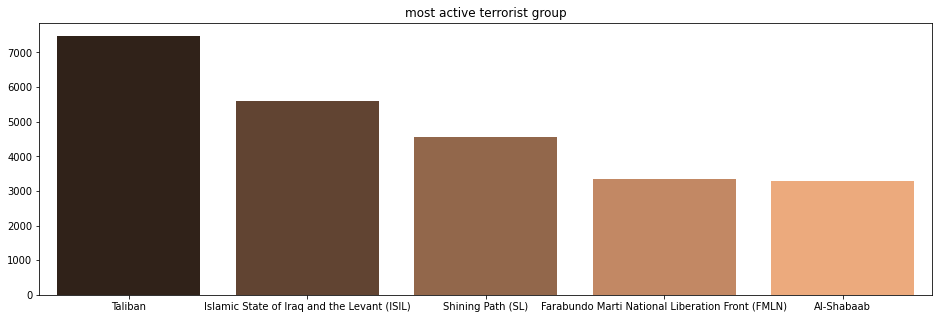 most active terrorist group
7000
6000
5000
4000
3000
2000
1000
0
Taliban
Islamic State of Iraq and the Levant (ISIL)
Shining Path (SL)
Farabundo Marti National Liberation Front (FMLN)
Al-Shabaab